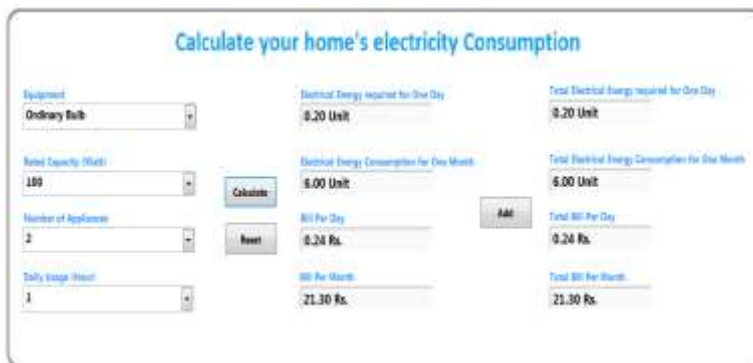 Calculate your home's electricity Consumption
Equipment
Ordinary Bulb
Rated Capacity (Watt)
100
Number of Appliances
2
Daily Usage (Hour)
1
Calculate
Reset
Electrical Energy required for One Day
0.20 Unit
Electrical Energy Consumption for One Month
6.00 Unit
Bill Per Day
0.24 Rs.
Bill Per Month
21.30 Rs.
Add
Total Electrical Energy required for One Day
0.20 Unit
Total Electrical Energy Consumption for One Month
6.00 Unit
Total Bill Per Day
0.24 Rs.
Total Bill Per Month
21.30 Rs.